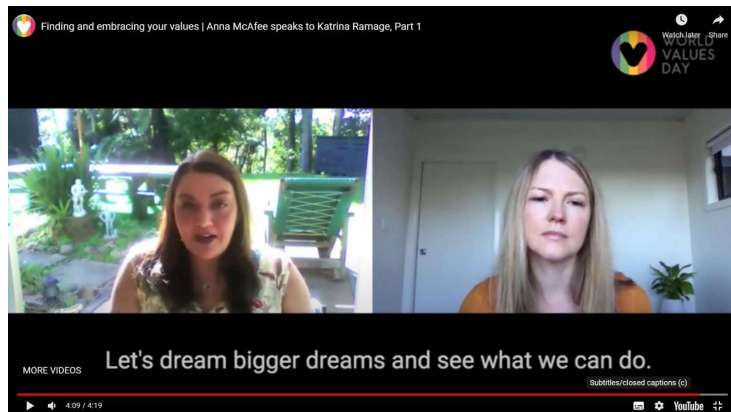 Finding and embracing your values | Anna McAfee speaks to Katrina Ramage, Part 1
Watch later
Share
WORLD
VALUES
DAY
Let's dream bigger dreams and see what we can do.
MORE VIDEOS
Subtitles/closed captions (c)
4:09 / 4:19
YouTube